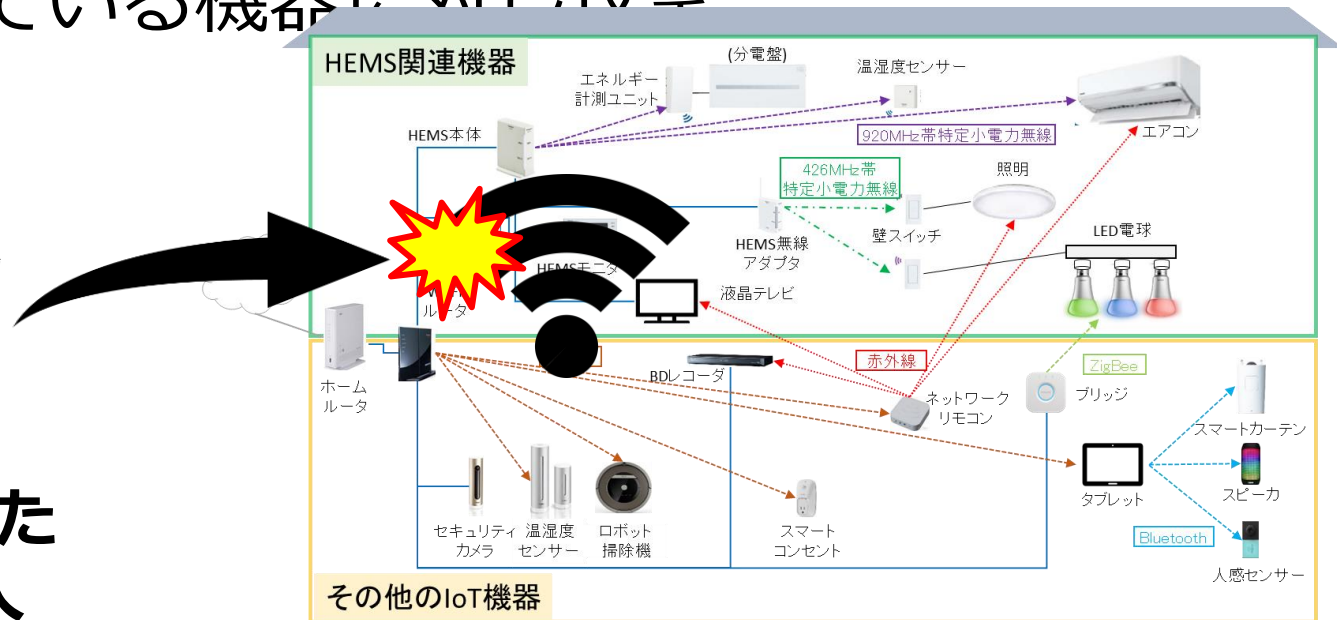 ている機器
HEMS関連機器
(分電盤)
エネルギー
計測ユニット
温湿度センサー
HEMS本体
920MHz帯特定小電力無線
エアコン
426MHz帯
特定小電力無線
照明
HEMS無線
アダプタ
壁スイッチ
LED電球
HEMSモニタ
ルータ
液晶テレビ
ホーム
ルータ
BDレコーダ
赤外線
ZigBee
ネットワーク
リモコン
ブリッジ
スマートカーテン
タブレット
スピーカ
Bluetooth
人感センサー
セキュリティ
カメラ
温湿度
センサー
ロボット
掃除機
スマート
コンセント
た
その他のIoT機器